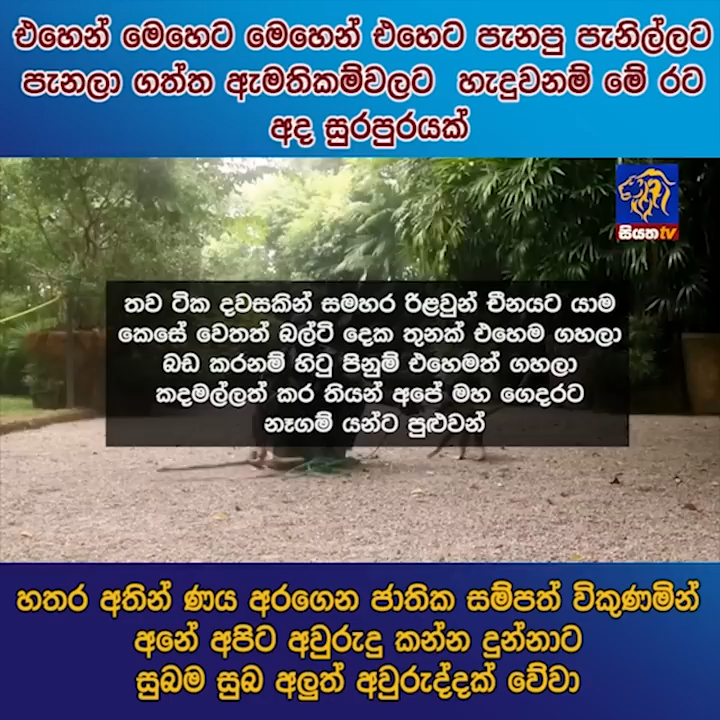 එහෙන් මෙහෙට මෙහෙන් එහෙට පැනපු පැනිල්ලට
පැනලා ගත්ත ඇමතිකම්වලට හැදුවනම් මේ රට
අද සුරපුරයක්
සියත tv
තව ටික දවසකින් සමහර රිළවුන් චීනයට යාම
කෙසේ වෙතත් බල්ටි දෙක තුනක් එහෙම ගහලා
බඩ කරනම් හිටු පිනුම් එහෙමත් ගහලා
කදමල්ලත් කර තියන් අපේ මහ ගෙදරට
නෑගම් යන්ට පුළුවන්
හතර අතින් ණය අරගෙන ජාතික සම්පත් විකුණමින්
අනේ අපිට අවුරුදු කන්න දුන්නාට
සුබම සුබ අලුත් අවුරුද්දක් වේවා